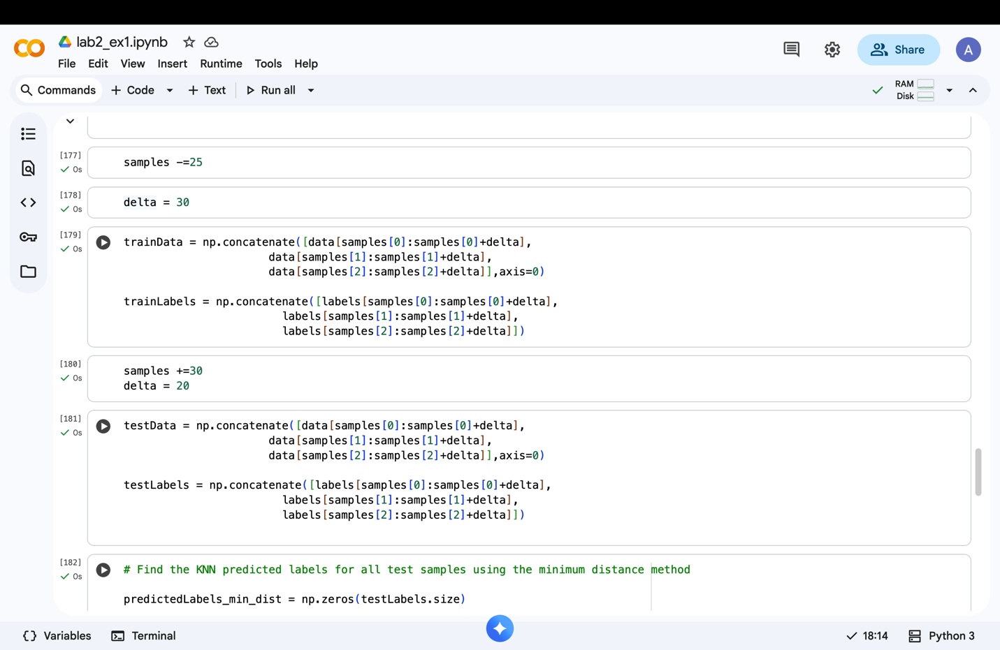 lab2_ex1.ipynb
File Edit View Insert Runtime Tools Help
Share
A
Commands + Code + Text Run all
RAM
Disk
[177]
0s
samples -=25
[178]
0s
delta = 30
[179]
0s
trainData = np.concatenate([data[samples[0]:samples[0]+delta],
data[samples[1]:samples[1]+delta],
data[samples[2]:samples[2]+delta]],axis=0)
trainLabels = np.concatenate([labels[samples[0]:samples[0]+delta],
labels[samples[1]:samples[1]+delta],
labels[samples[2]:samples[2]+delta]])
[180]
0s
samples +=30
delta = 20
[181]
0s
testData = np.concatenate([data[samples[0]:samples[0]+delta],
data[samples[1]:samples[1]+delta],
data[samples[2]:samples[2]+delta]],axis=0)
testLabels = np.concatenate([labels[samples[0]:samples[0]+delta],
labels[samples[1]:samples[1]+delta],
labels[samples[2]:samples[2]+delta]])
[182]
0s
# Find the KNN predicted labels for all test samples using the minimum distance method
predictedLabels_min_dist = np.zeros(testLabels.size)
{} Variables Terminal
18:14 Python 3